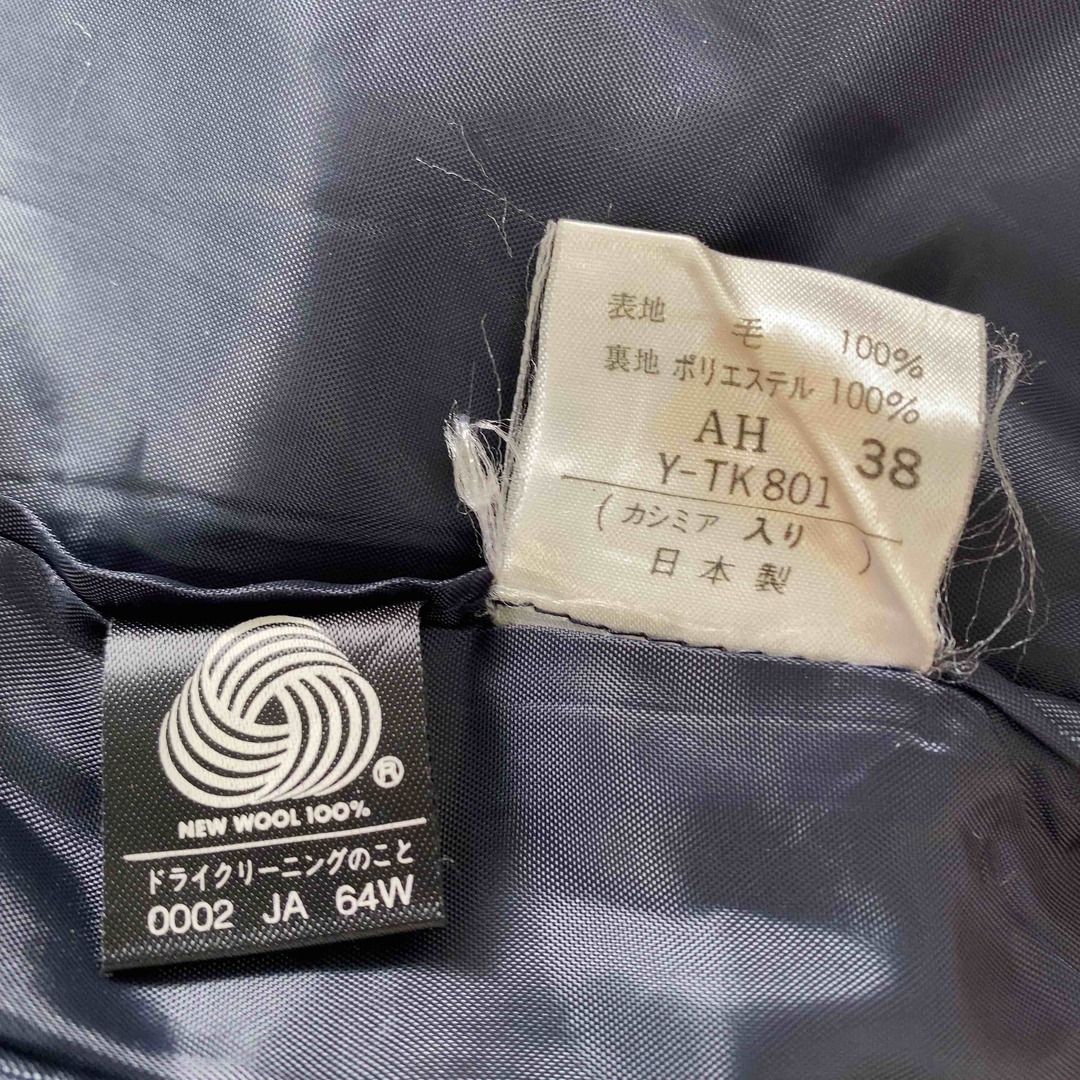 表地 毛 100%
裏地 ポリエステル 100%
AH 38
Y-TK801
(カシミア 入り)
日本製
®
NEW WOOL 100%
ドライクリーニングのこと
0002 JA 64W